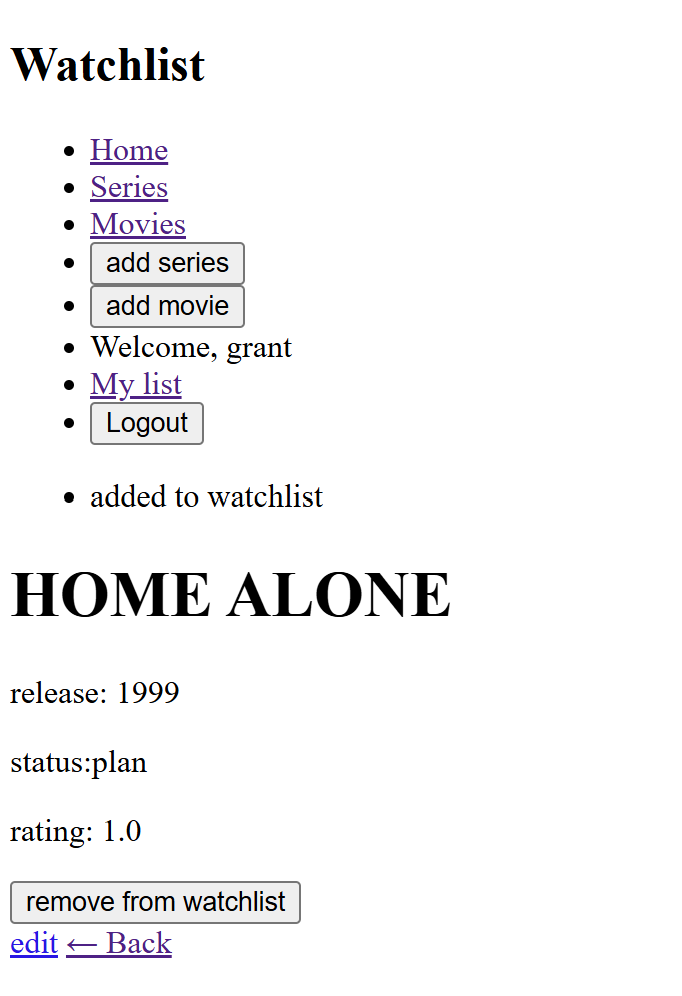 Watchlist
Home
Series
Movies
add series
add movie
Welcome, grant
My list
Logout
added to watchlist
HOME ALONE
release: 1999
status:plan
rating: 1.0
remove from watchlist
edit ← Back